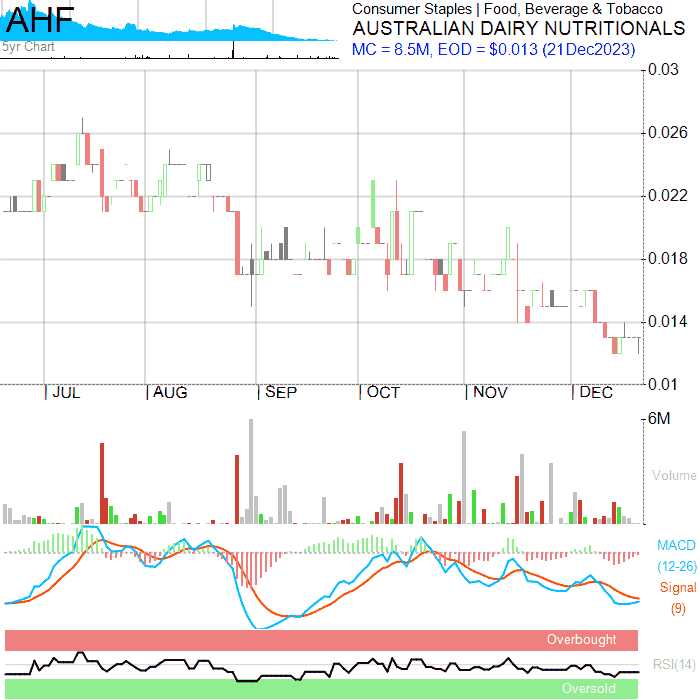 AHF
5yr Chart
Consumer Staples | Food, Beverage & Tobacco
AUSTRALIAN DAIRY NUTRITIONALS
MC = 8.5M, EOD = $0.013 (21Dec2023)
0.03
0.026
0.022
0.018
0.014
0.01
JUL AUG SEP OCT NOV DEC
6M
Volume
MACD
(12-26)
Signal
(9)
Overbought
RSI(14)
Oversold